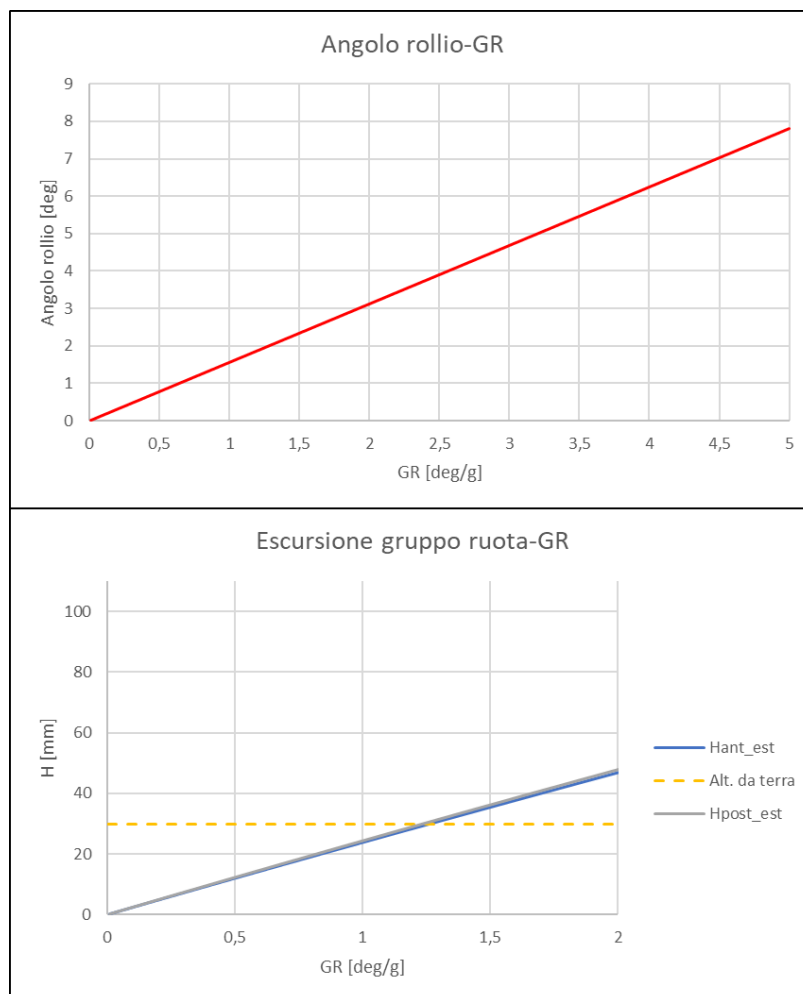 Angolo rollio-GR
9
8
7
6
5
4
3
2
1
0
Angolo rollio [deg]
0 0,5 1 1,5 2 2,5 3 3,5 4 4,5 5
GR [deg/g]
Escursione gruppo ruota-GR
100
80
60
40
20
0
H [mm]
0 0,5 1 1,5 2
GR [deg/g]
Hant_est
Alt. da terra
Hpost_est